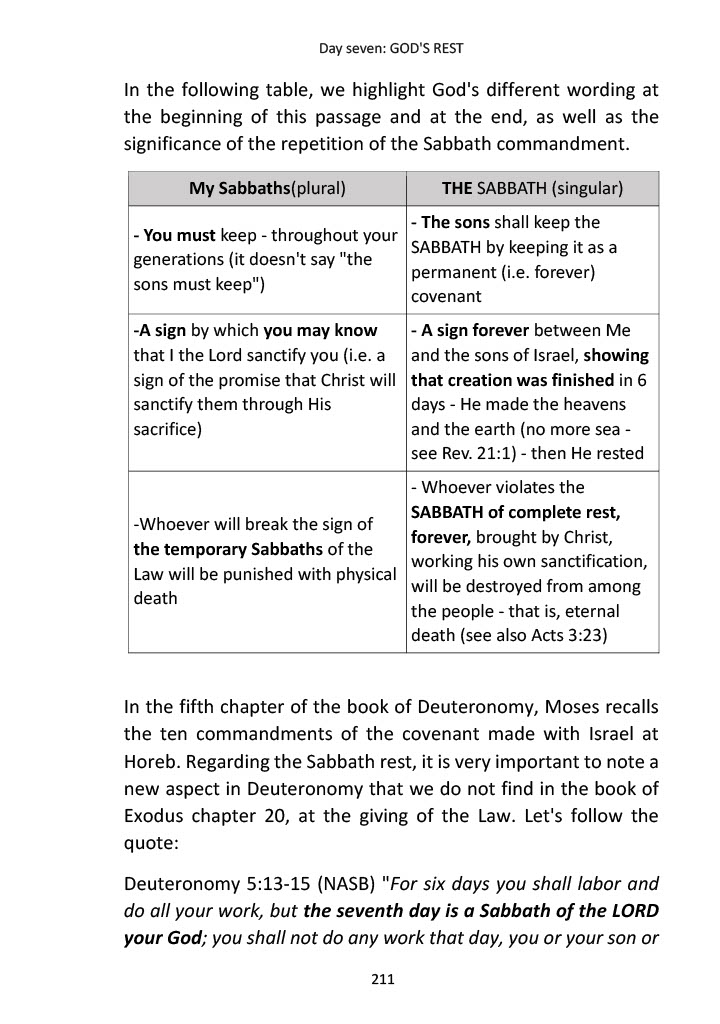 Day seven: GOD'S REST
In the following table, we highlight God's different wording at
the beginning of this passage and at the end, as well as the
significance of the repetition of the Sabbath commandment.
My Sabbaths(plural)
THE SABBATH (singular)
- You must keep - throughout your
generations (it doesn't say "the
sons must keep")
- The sons shall keep the
SABBATH by keeping it as a
permanent (i.e. forever)
covenant
-A sign by which you may know
that I the Lord sanctify you (i.e. a
sign of the promise that Christ will
sanctify them through His
sacrifice)
- A sign forever between Me
and the sons of Israel, showing
that creation was finished in 6
days - He made the heavens
and the earth (no more sea -
see Rev. 21:1) - then He rested
-Whoever will break the sign of
the temporary Sabbaths of the
Law will be punished with physical
death
- Whoever violates the
SABBATH of complete rest,
forever, brought by Christ,
working his own sanctification,
will be destroyed from among
the people - that is, eternal
death (see also Acts 3:23)
In the fifth chapter of the book of Deuteronomy, Moses recalls
the ten commandments of the covenant made with Israel at
Horeb. Regarding the Sabbath rest, it is very important to note a
new aspect in Deuteronomy that we do not find in the book of
Exodus chapter 20, at the giving of the Law. Let's follow the
quote:
Deuteronomy 5:13-15 (NASB) "For six days you shall labor and
do all your work, but the seventh day is a Sabbath of the LORD
your God; you shall not do any work that day, you or your son or
211